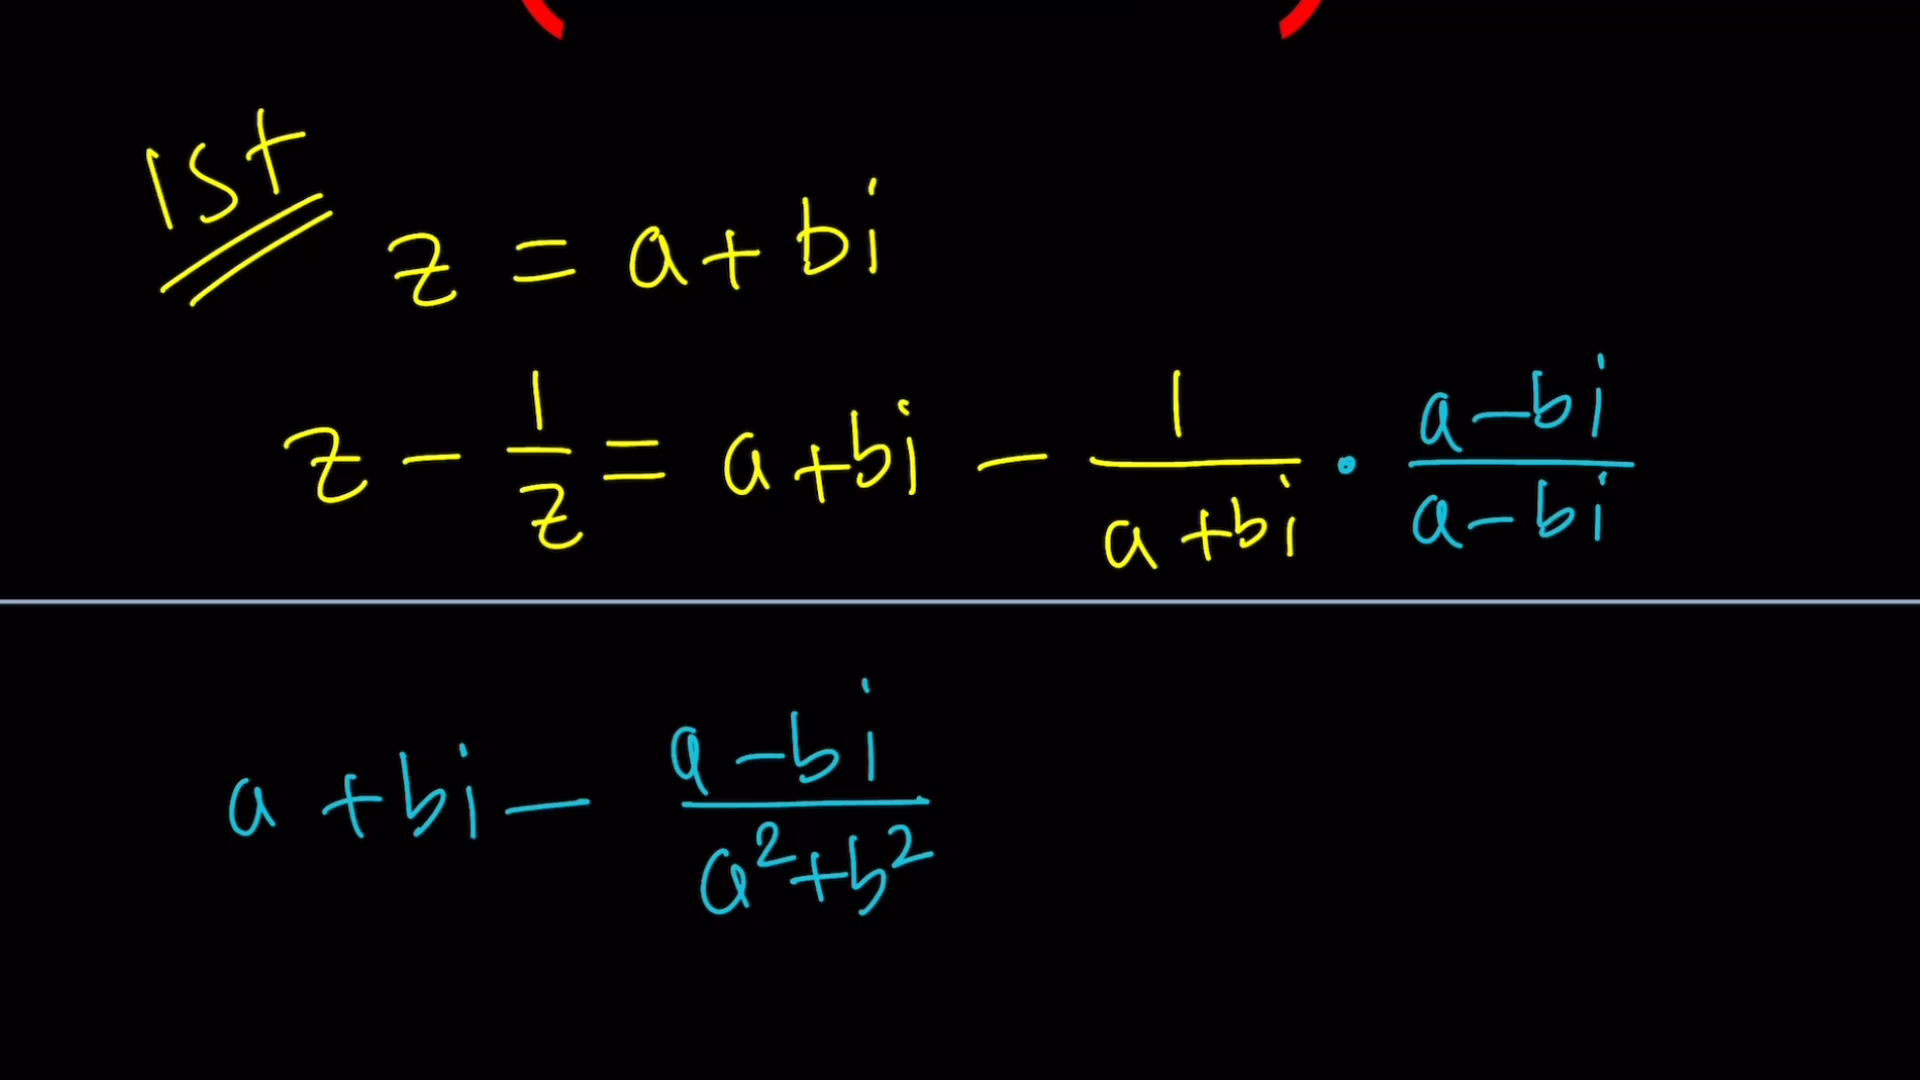 1st
z = a + bi
z - 1/z = a + bi - 1/(a + bi) · (a - bi)/(a - bi)
a + bi - (a - bi)/(a² + b²)